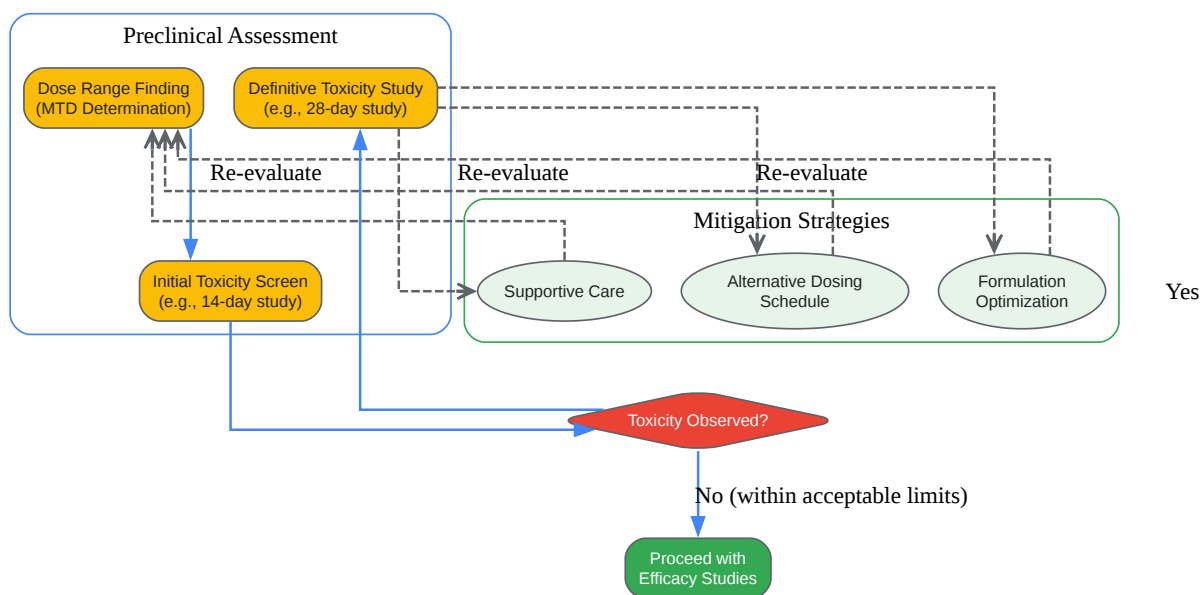 Preclinical Assessment
Dose Range Finding
(MTD Determination)
Definitive Toxicity Study
(e.g., 28-day study)
Re-evaluate
Re-evaluate
Re-evaluate
Mitigation Strategies
Initial Toxicity Screen
(e.g., 14-day study)
Supportive Care
Alternative Dosing
Schedule
Formulation
Optimization
Yes
Toxicity Observed?
No (within acceptable limits)
Proceed with
Efficacy Studies